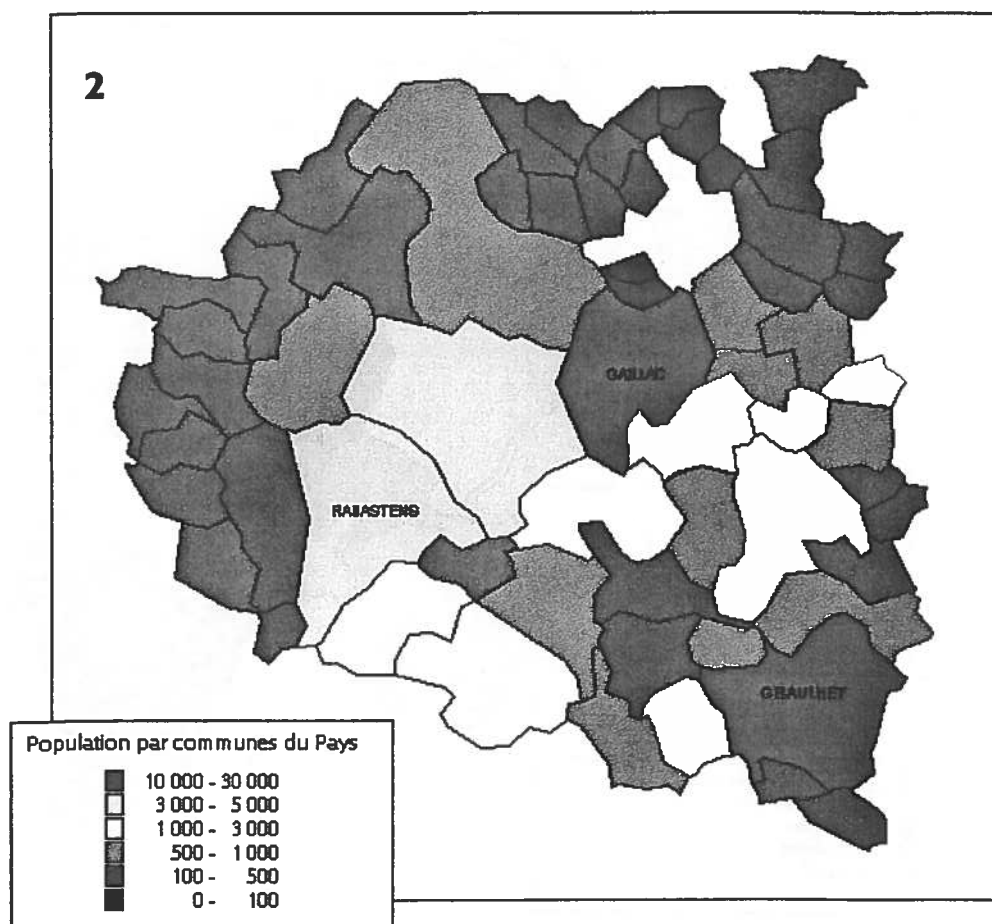 2
GAILLAC
RABASTENS
GRAULHET
Population par communes du Pays
10 000 - 30 000
3 000 - 5 000
1 000 - 3 000
500 - 1 000
100 - 500
0 - 100